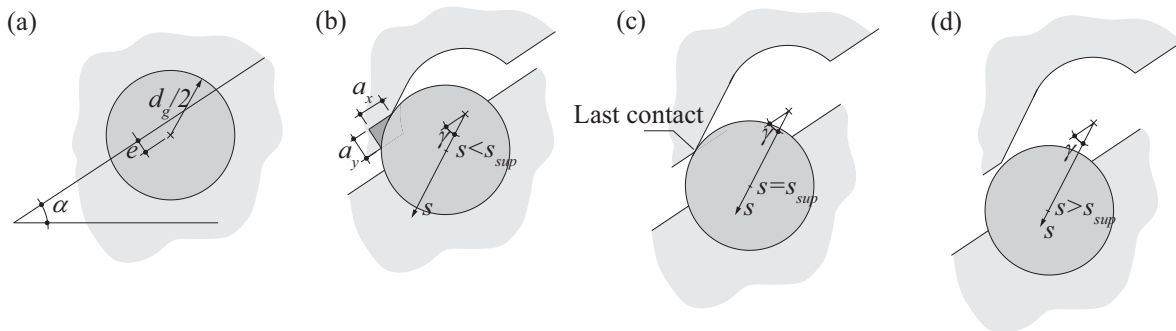 (a)
d_g/2
e
α
(b)
a_x
a_y
γ
s<s_sup
s
(c)
Last contact
γ
s=s_sup
s
(d)
γ
s>s_sup
s